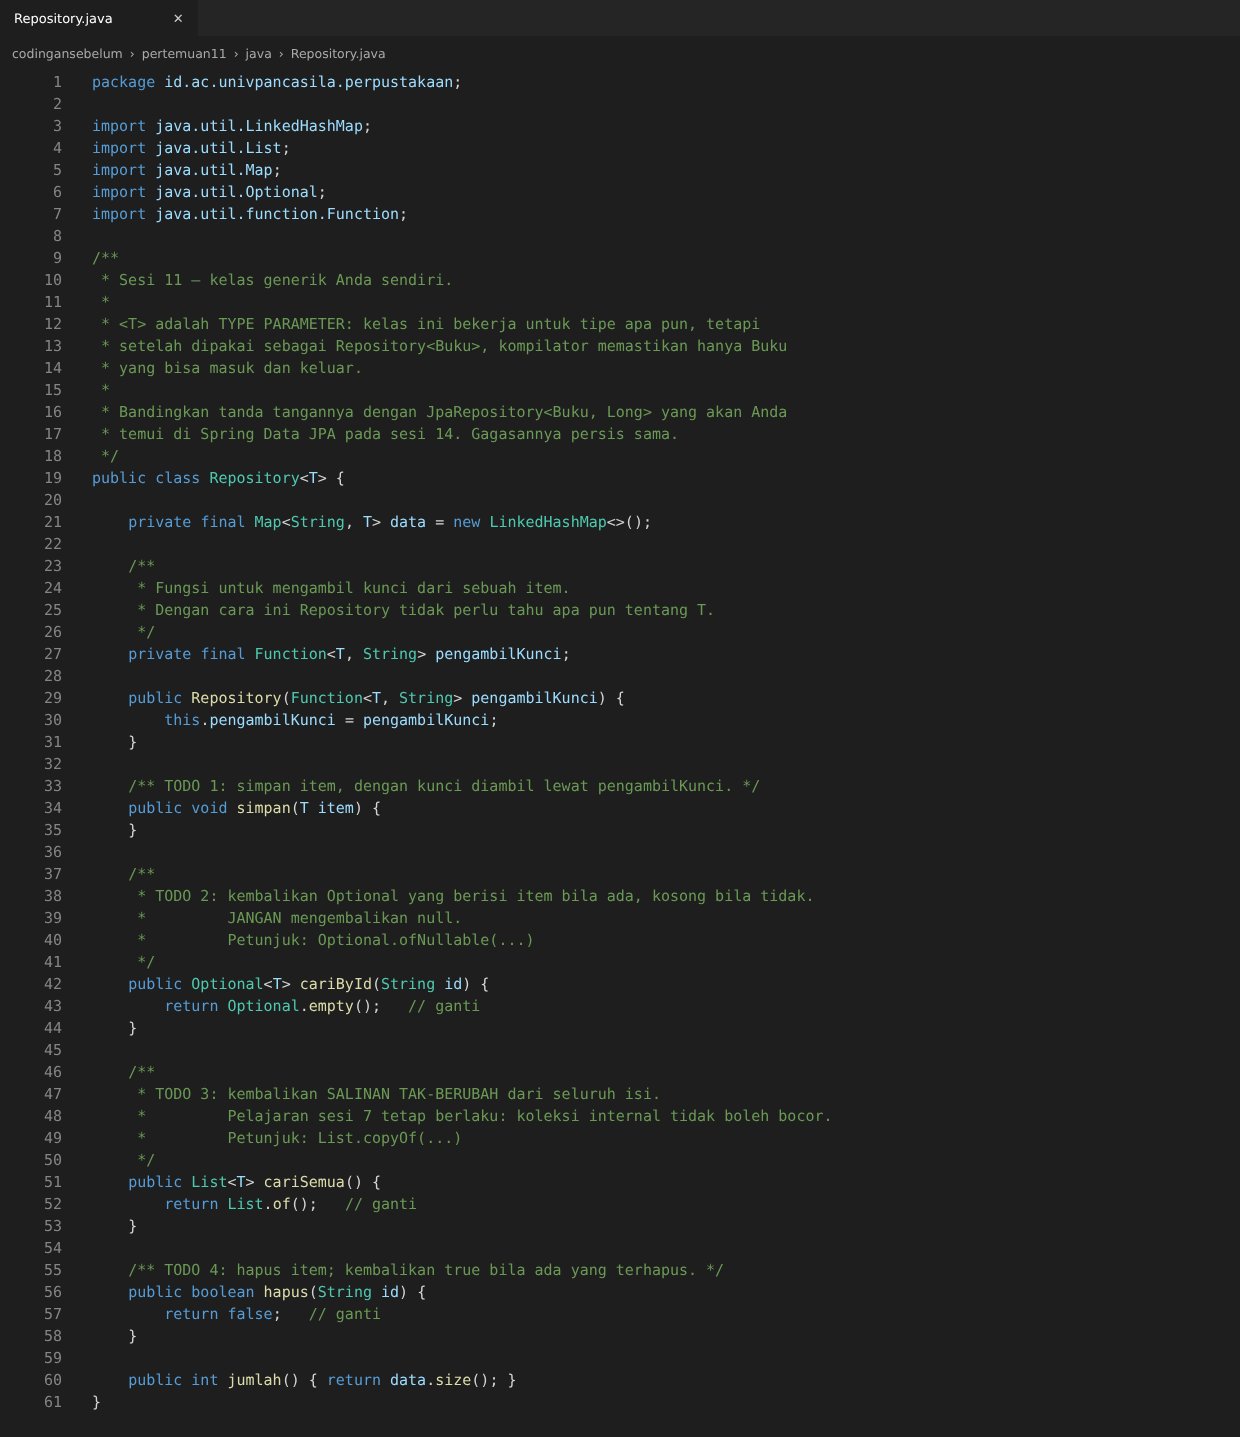 Repository.java ×
codingansebelum › pertemuan11 › java › Repository.java
1 package id.ac.univpancasila.perpustakaan;
2
3 import java.util.LinkedHashMap;
4 import java.util.List;
5 import java.util.Map;
6 import java.util.Optional;
7 import java.util.function.Function;
8
9 /**
10  * Sesi 11 — kelas generik Anda sendiri.
11  *
12  * <T> adalah TYPE PARAMETER: kelas ini bekerja untuk tipe apa pun, tetapi
13  * setelah dipakai sebagai Repository<Buku>, kompilator memastikan hanya Buku
14  * yang bisa masuk dan keluar.
15  *
16  * Bandingkan tanda tangannya dengan JpaRepository<Buku, Long> yang akan Anda
17  * temui di Spring Data JPA pada sesi 14. Gagasannya persis sama.
18  */
19 public class Repository<T> {
20
21     private final Map<String, T> data = new LinkedHashMap<>();
22
23     /**
24      * Fungsi untuk mengambil kunci dari sebuah item.
25      * Dengan cara ini Repository tidak perlu tahu apa pun tentang T.
26      */
27     private final Function<T, String> pengambilKunci;
28
29     public Repository(Function<T, String> pengambilKunci) {
30         this.pengambilKunci = pengambilKunci;
31     }
32
33     /** TODO 1: simpan item, dengan kunci diambil lewat pengambilKunci. */
34     public void simpan(T item) {
35     }
36
37     /**
38      * TODO 2: kembalikan Optional yang berisi item bila ada, kosong bila tidak.
39      *         JANGAN mengembalikan null.
40      *         Petunjuk: Optional.ofNullable(...)
41      */
42     public Optional<T> cariById(String id) {
43         return Optional.empty();   // ganti
44     }
45
46     /**
47      * TODO 3: kembalikan SALINAN TAK-BERUBAH dari seluruh isi.
48      *         Pelajaran sesi 7 tetap berlaku: koleksi internal tidak boleh bocor.
49      *         Petunjuk: List.copyOf(...)
50      */
51     public List<T> cariSemua() {
52         return List.of();   // ganti
53     }
54
55     /** TODO 4: hapus item; kembalikan true bila ada yang terhapus. */
56     public boolean hapus(String id) {
57         return false;   // ganti
58     }
59
60     public int jumlah() { return data.size(); }
61 }